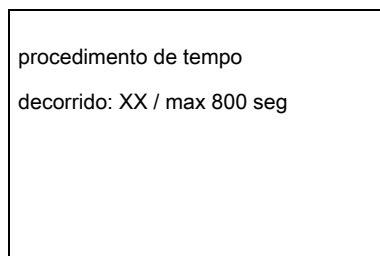 procedimento de tempo
decorrido: XX / max 800 seg